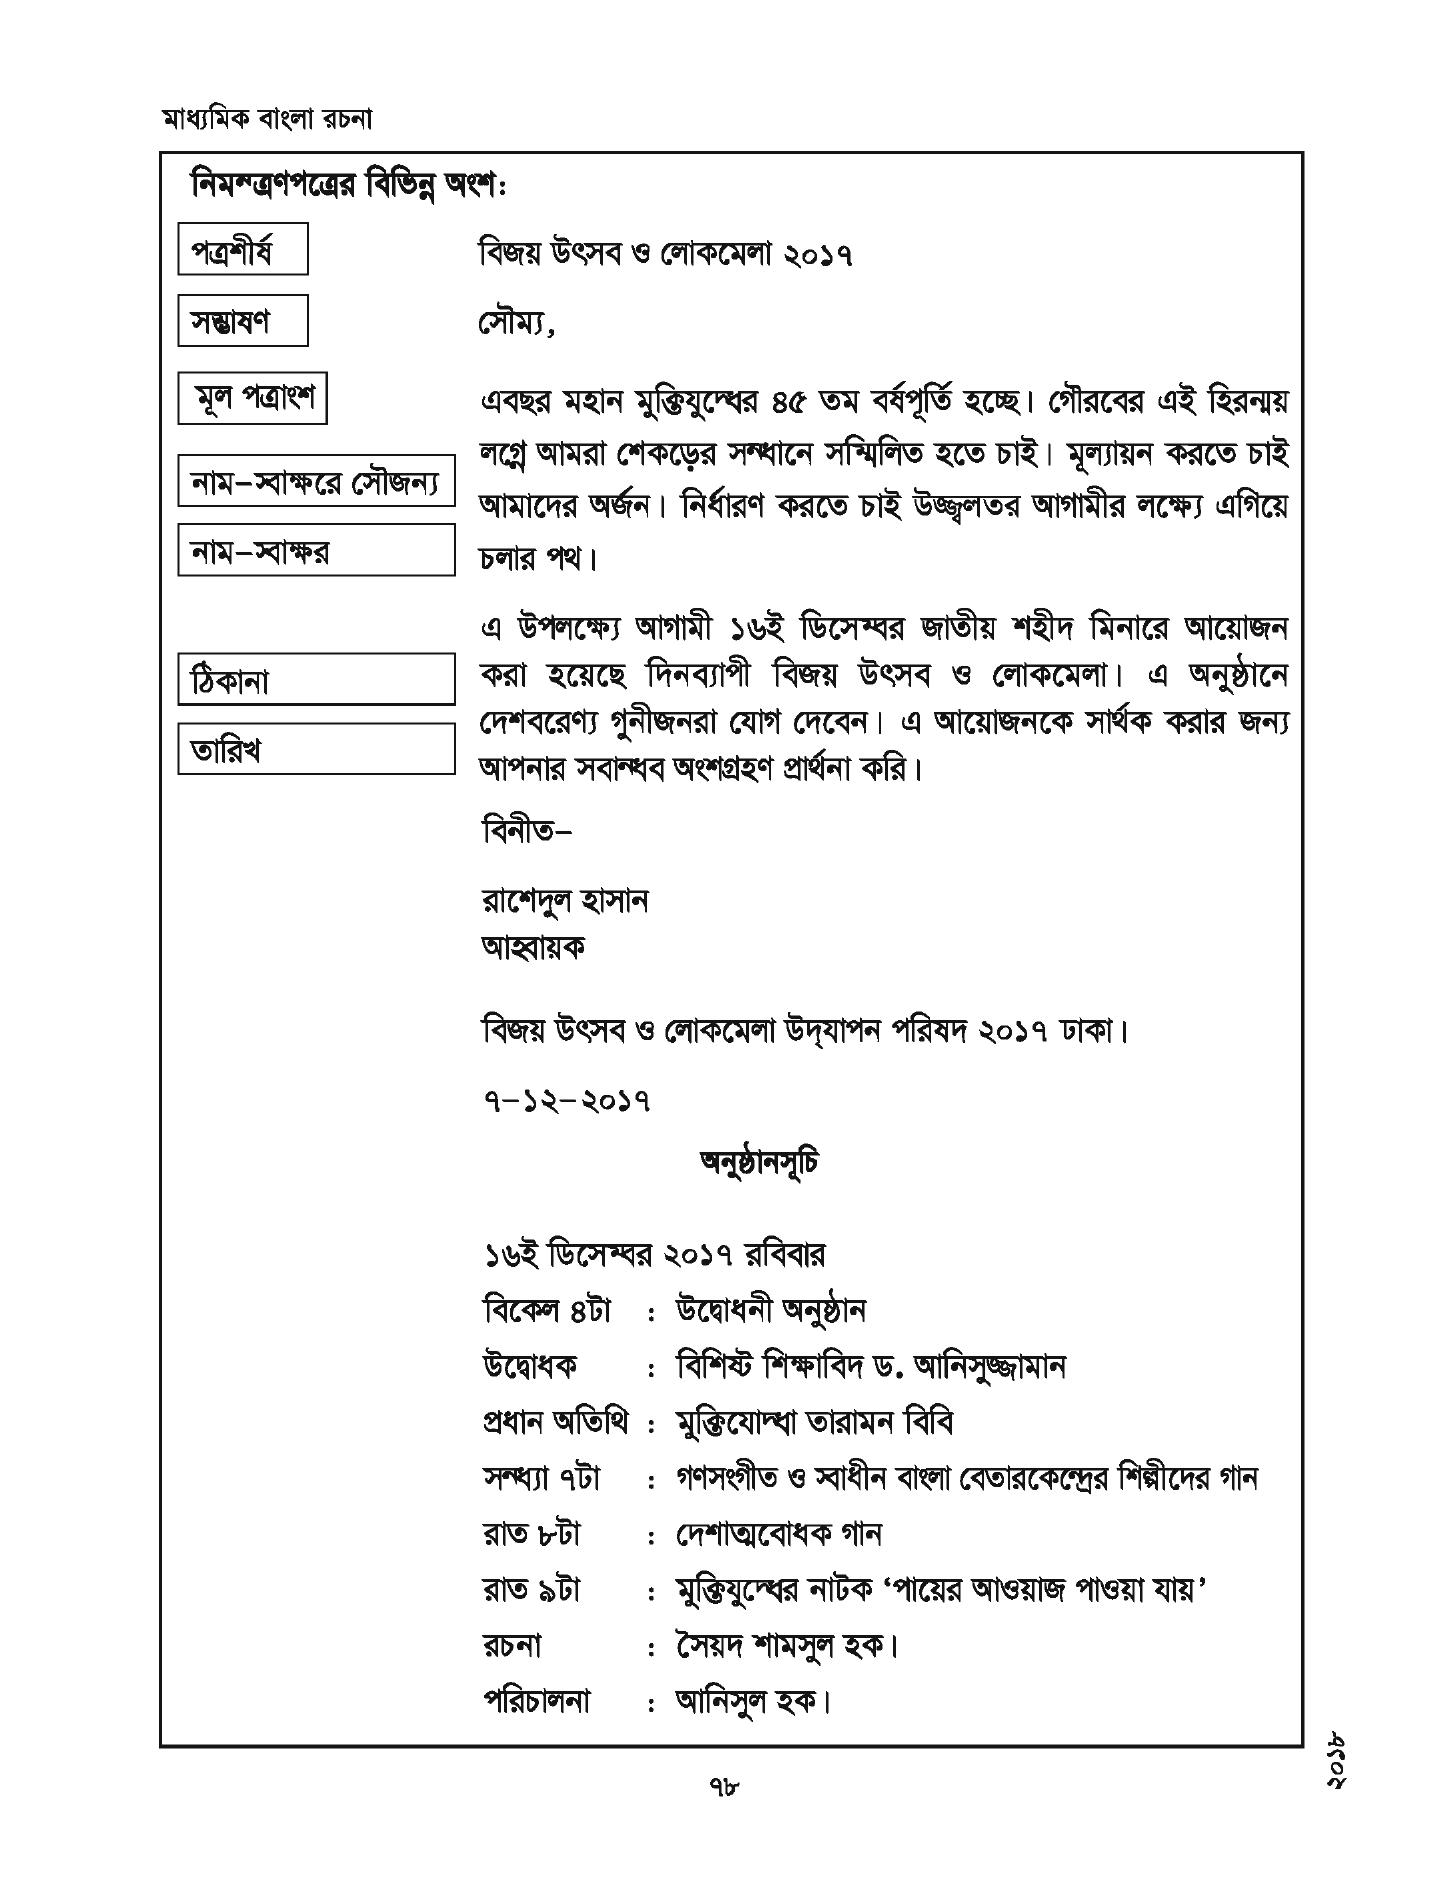 মাধ্যমিক বাংলা রচনা
নিমন্ত্রণপত্রের বিভিন্ন অংশ:
পত্রশীর্ষ
বিজয় উৎসব ও লোকমেলা ২০১৭
সম্ভাষণ
সৌম্য,
মূল পত্রাংশ
এবছর মহান মুক্তিযুদ্ধের ৪৫ তম বর্ষপূর্তি হচ্ছে। গৌরবের এই হিরন্ময়
লগ্নে আমরা শেকড়ের সন্ধানে সম্মিলিত হতে চাই। মূল্যায়ন করতে চাই
নাম-স্বাক্ষরে সৌজন্য
আমাদের অর্জন। নির্ধারণ করতে চাই উজ্জ্বলতর আগামীর লক্ষ্যে এগিয়ে
নাম-স্বাক্ষর
চলার পথ।
এ উপলক্ষ্যে আগামী ১৬ই ডিসেম্বর জাতীয় শহীদ মিনারে আয়োজন
ঠিকানা
করা হয়েছে দিনব্যাপী বিজয় উৎসব ও লোকমেলা। এ অনুষ্ঠানে
দেশবরেণ্য গুনীজনরা যোগ দেবেন। এ আয়োজনকে সার্থক করার জন্য
তারিখ
আপনার সবান্ধব অংশগ্রহণ প্রার্থনা করি।
বিনীত-
রাশেদুল হাসান
আহ্বায়ক
বিজয় উৎসব ও লোকমেলা উদ্‌যাপন পরিষদ ২০১৭ ঢাকা।
৭-১২-২০১৭
অনুষ্ঠানসূচি
১৬ই ডিসেম্বর ২০১৭ রবিবার
বিকেল ৪টা : উদ্বোধনী অনুষ্ঠান
উদ্বোধক : বিশিষ্ট শিক্ষাবিদ ড. আনিসুজ্জামান
প্রধান অতিথি : মুক্তিযোদ্ধা তারামন বিবি
সন্ধ্যা ৭টা : গণসংগীত ও স্বাধীন বাংলা বেতারকেন্দ্রের শিল্পীদের গান
রাত ৮টা : দেশাত্মবোধক গান
রাত ৯টা : মুক্তিযুদ্ধের নাটক ‘পায়ের আওয়াজ পাওয়া যায়’
রচনা : সৈয়দ শামসুল হক।
পরিচালনা : আনিসুল হক।
৭৮
২০১৮